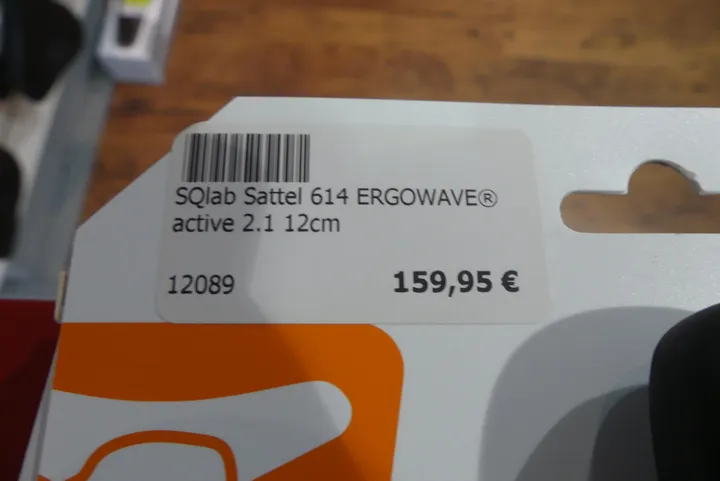 SQlab Sattel 614 ERGOWAVE®
active 2.1 12cm
12089 159,95 €